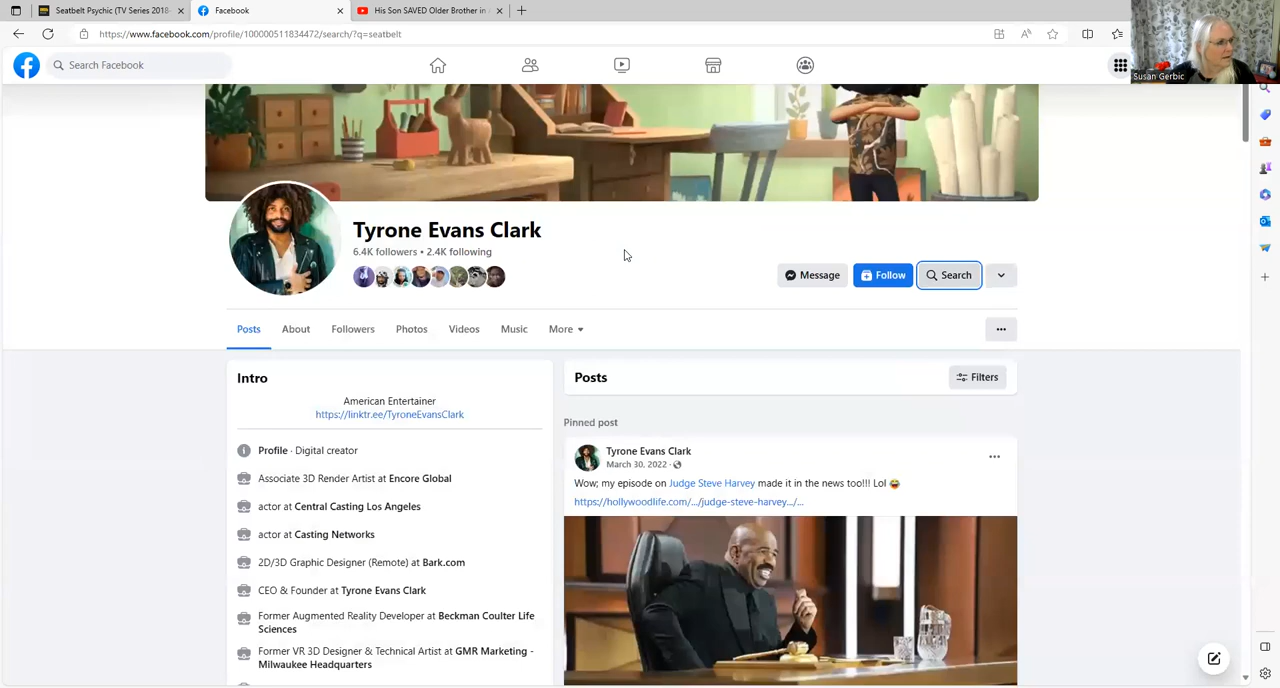 Seatbelt Psychic (TV Series 2018-
Facebook
His Son SAVED Older Brother in
https://www.facebook.com/profile/100000511834472/search/?q=seatbelt
Susan Gerbic
Search Facebook
Tyrone Evans Clark
6.4K followers • 2.4K following
Message
Follow
Search
Posts
About
Followers
Photos
Videos
Music
More
Intro
American Entertainer
https://linktr.ee/TyroneEvansClark
Profile · Digital creator
Associate 3D Render Artist at Encore Global
actor at Central Casting Los Angeles
actor at Casting Networks
2D/3D Graphic Designer (Remote) at Bark.com
CEO & Founder at Tyrone Evans Clark
Former Augmented Reality Developer at Beckman Coulter Life
Sciences
Former VR 3D Designer & Technical Artist at GMR Marketing -
Milwaukee Headquarters
Posts
Filters
Pinned post
Tyrone Evans Clark
March 30, 2022 ·
Wow; my episode on Judge Steve Harvey made it in the news too!!! Lol 😂
https://hollywoodlife.com/.../judge-steve-harvey.../...